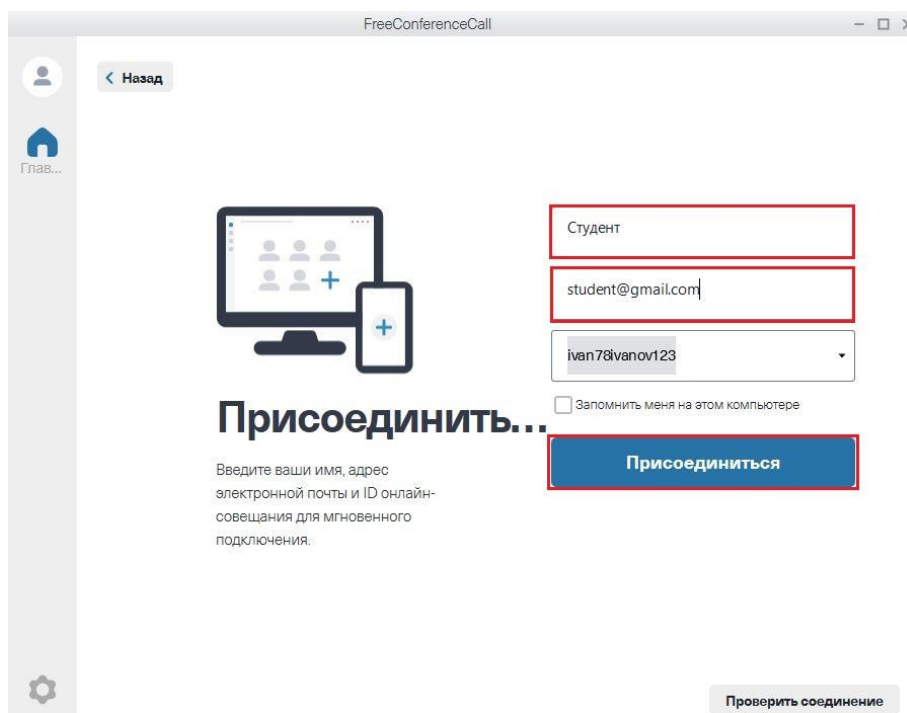 FreeConferenceCall
Назад
Глав...
Студент
student@gmail.com
ivan78ivanov123
Запомнить меня на этом компьютере
Присоединить...
Присоединиться
Введите ваши имя, адрес
электронной почты и ID онлайн-
совещания для мгновенного
подключения.
Проверить соединение